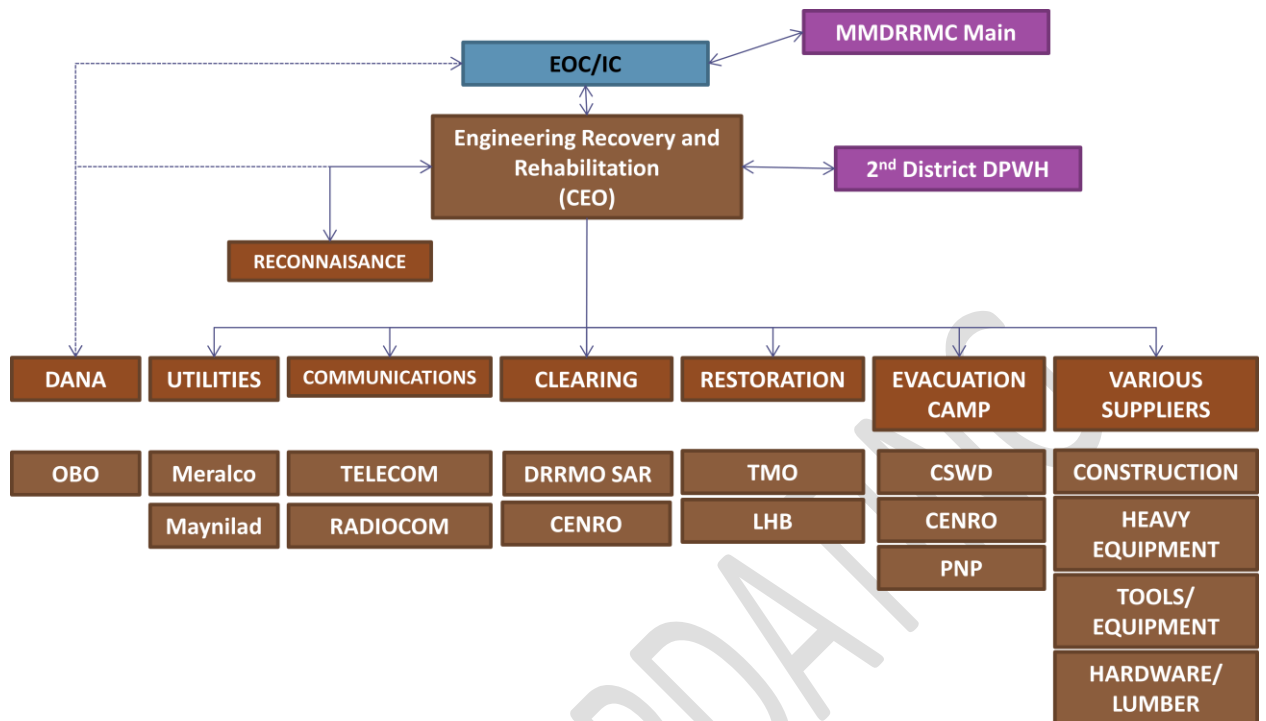 MMDRRMC Main
EOC/IC
Engineering Recovery and
Rehabilitation
(CEO)
2nd District DPWH
RECONNAISANCE
DANA
UTILITIES
COMMUNICATIONS
CLEARING
RESTORATION
EVACUATION
CAMP
VARIOUS
SUPPLIERS
OBO
Meralco
TELECOM
DRRMO SAR
TMO
CSWD
CONSTRUCTION
Maynilad
RADIOCOM
CENRO
LHB
CENRO
HEAVY
EQUIPMENT
PNP
TOOLS/
EQUIPMENT
HARDWARE/
LUMBER